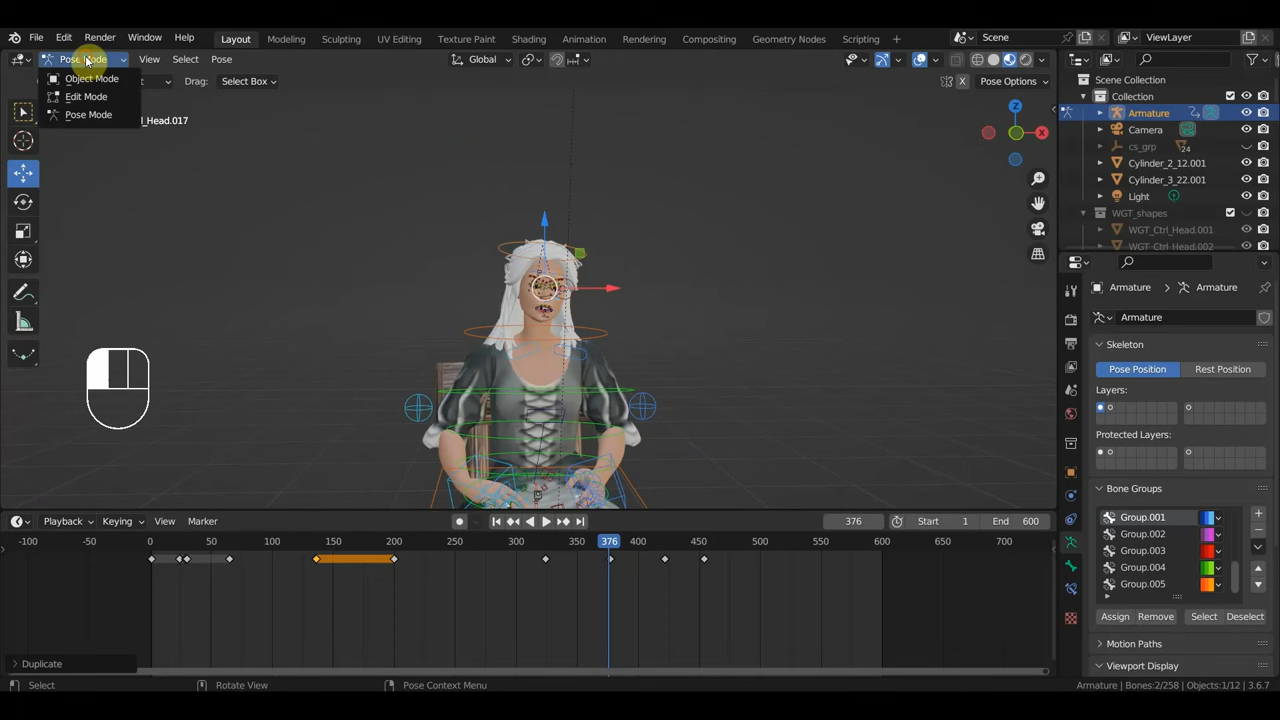 File Edit Render Window Help Layout Modeling Sculpting UV Editing Texture Paint Shading Animation Rendering Compositing Geometry Nodes Scripting Scene ViewLayer
Pose Mode View Select Pose Global
Drag: Select Box X Pose Options
Object Mode
Edit Mode
Pose Mode
_Head.017
Z
X
Scene Collection
Collection
Armature
Camera
cs_grp 24
Cylinder_2_12.001
Cylinder_3_22.001
Light
WGT_shapes
WGT_Ctrl_Head.001
WGT_Ctrl_Head.002
Armature Armature
Armature
Skeleton
Pose Position Rest Position
Layers:
Protected Layers:
Bone Groups
Group.001
Group.002
Group.003
Group.004
Group.005
Assign Remove Select Deselect
Motion Paths
Viewport Display
Playback Keying View Marker 376 Start 1 End 600
-100 -50 0 50 100 150 200 250 300 350 376 400 450 500 550 600 650 700
Duplicate
Select Rotate View Pose Context Menu Armature | Bones:2/258 | Objects:1/12 | 3.6.7